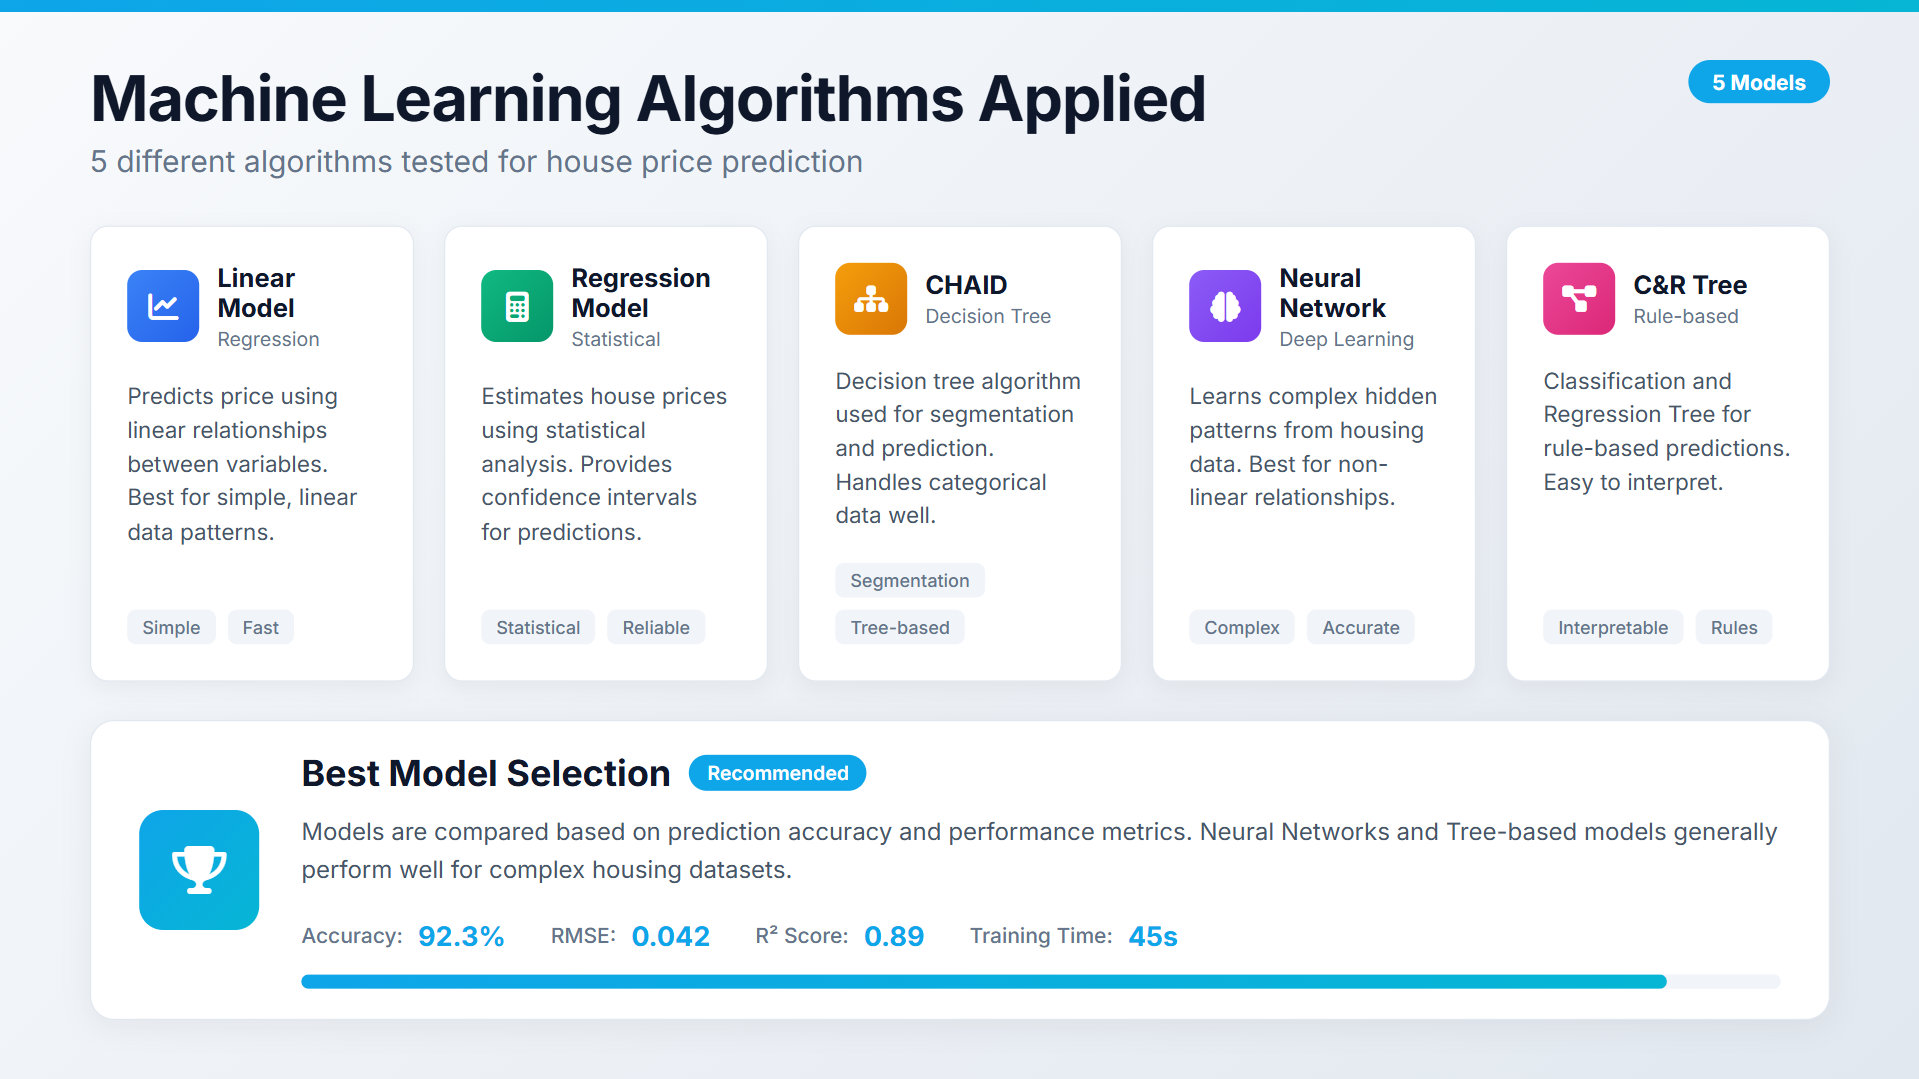 Machine Learning Algorithms Applied
5 Models
5 different algorithms tested for house price prediction
Linear
Model
Regression
Predicts price using
linear relationships
between variables.
Best for simple, linear
data patterns.
Simple Fast
Regression
Model
Statistical
Estimates house prices
using statistical
analysis. Provides
confidence intervals
for predictions.
Statistical Reliable
CHAID
Decision Tree
Decision tree algorithm
used for segmentation
and prediction.
Handles categorical
data well.
Segmentation
Tree-based
Neural
Network
Deep Learning
Learns complex hidden
patterns from housing
data. Best for non-
linear relationships.
Complex Accurate
C&R Tree
Rule-based
Classification and
Regression Tree for
rule-based predictions.
Easy to interpret.
Interpretable Rules
Best Model Selection Recommended
Models are compared based on prediction accuracy and performance metrics. Neural Networks and Tree-based models generally
perform well for complex housing datasets.
Accuracy: 92.3% RMSE: 0.042 R² Score: 0.89 Training Time: 45s